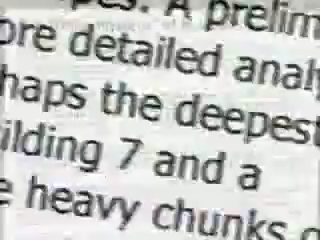 pes. A prelim
ore detailed analy
haps the deepest
ilding 7 and a
e heavy chunks o